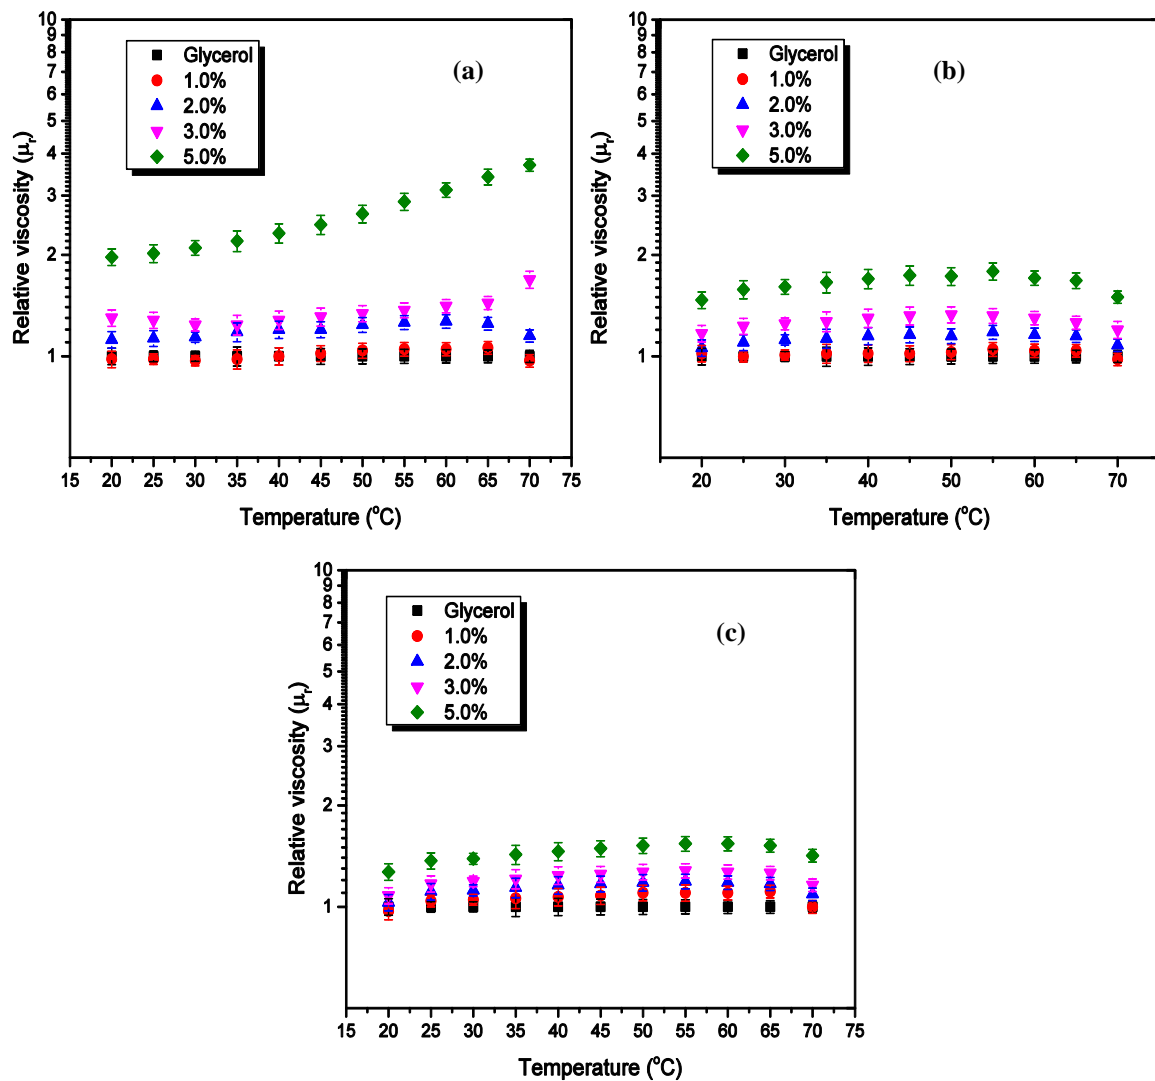 10
9
8
7
6
5
4
3
2
1
Relative viscosity (μr)
Glycerol
1.0%
2.0%
3.0%
5.0%
(a)
15 20 25 30 35 40 45 50 55 60 65 70 75
Temperature (°C)
10
9
8
7
6
5
4
3
2
1
Relative viscosity (μr)
Glycerol
1.0%
2.0%
3.0%
5.0%
(b)
20 30 40 50 60 70
Temperature (°C)
10
9
8
7
6
5
4
3
2
1
Relative viscosity (μr)
Glycerol
1.0%
2.0%
3.0%
5.0%
(c)
15 20 25 30 35 40 45 50 55 60 65 70 75
Temperature (°C)